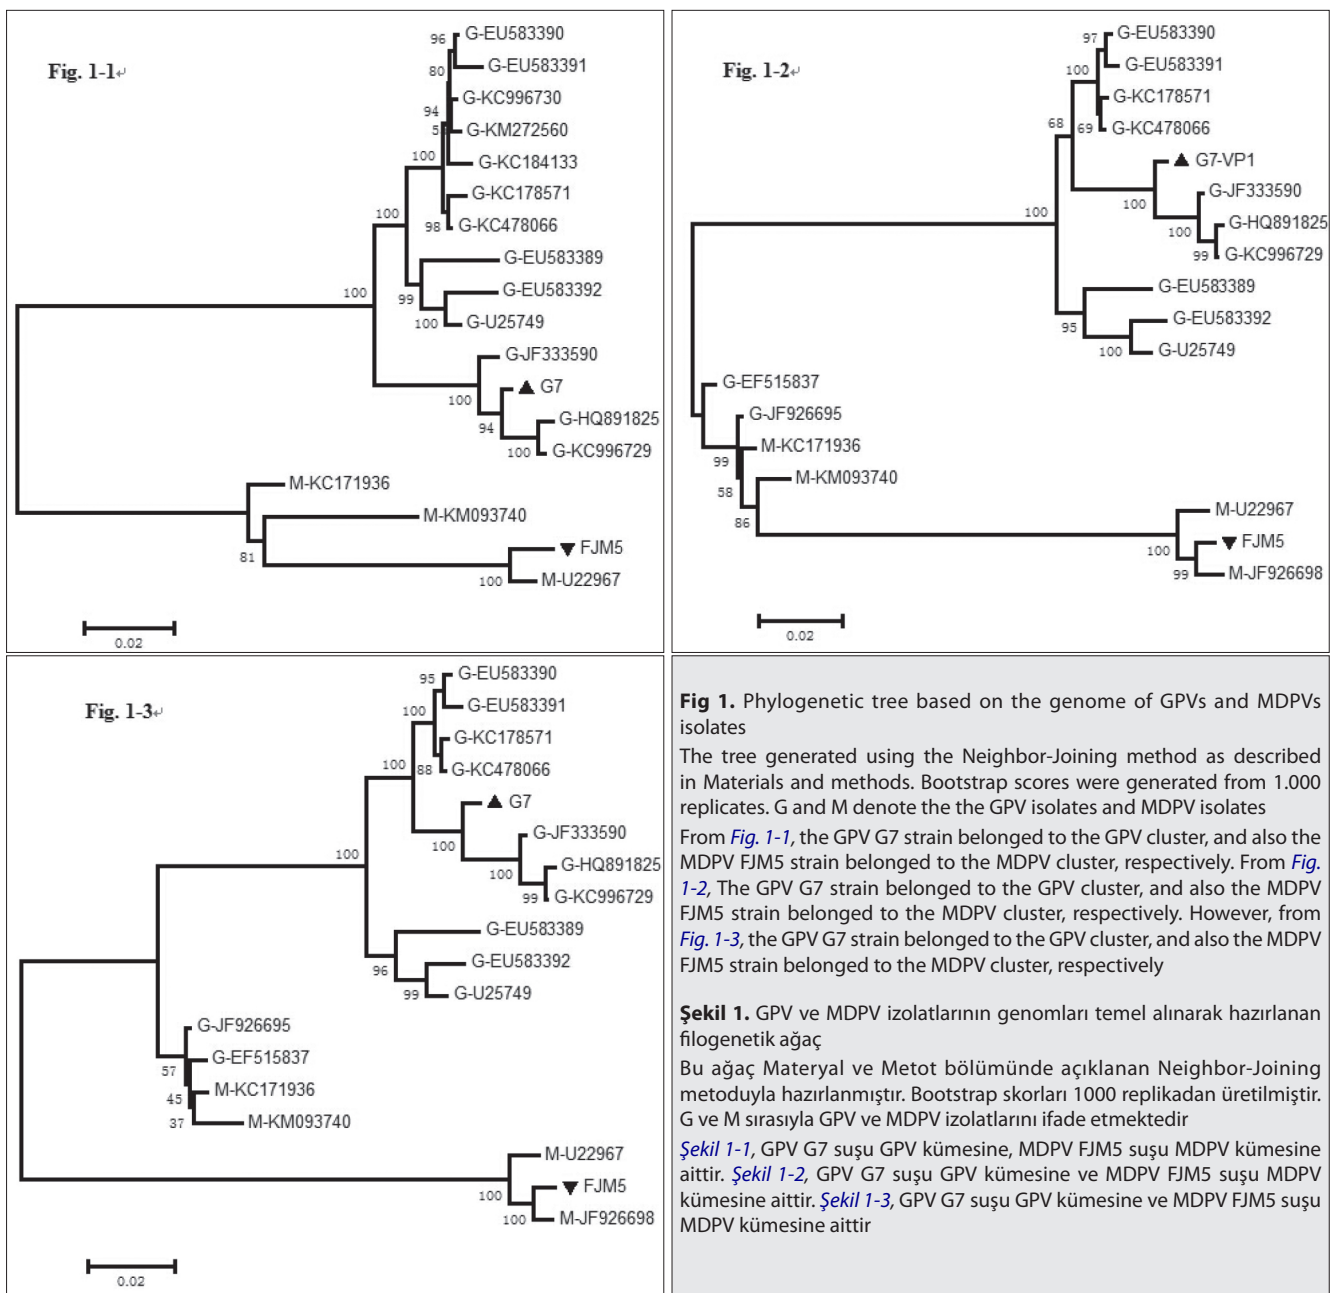 Fig. 1-1↵
96
G-EU583390
G-EU583391
80
G-KC996730
94
G-KM272560
100
G-KC184133
G-KC178571
98
G-KC478066
100
G-EU583389
99
G-EU583392
100
G-U25749
100
G-JF333590
▲ G7
100
G-HQ891825
94
100
G-KC996729
M-KC171936
M-KM093740
81
▼ FJM5
100
M-U22967
0.02
Fig. 1-2↵
97
G-EU583390
G-EU583391
100
G-KC178571
68
69
G-KC478066
▲ G7-VP1
G-JF333590
100
100
G-HQ891825
100
99
G-KC996729
G-EU583389
G-EU583392
95
100
G-U25749
G-EF515837
G-JF926695
M-KC171936
99
M-KM093740
58
M-U22967
86
▼ FJM5
100
99
M-JF926698
0.02
Fig. 1-3↵
95
G-EU583390
G-EU583391
100
G-KC178571
100
88
G-KC478066
▲ G7
G-JF333590
100
100
G-HQ891825
100
99
G-KC996729
G-EU583389
G-EU583392
96
99
G-U25749
G-JF926695
G-EF515837
57
M-KC171936
45
37
M-KM093740
M-U22967
▼ FJM5
100
100
M-JF926698
0.02
Fig 1. Phylogenetic tree based on the genome of GPVs and MDPVs
isolates
The tree generated using the Neighbor-Joining method as described
in Materials and methods. Bootstrap scores were generated from 1.000
replicates. G and M denote the the GPV isolates and MDPV isolates
From Fig. 1-1, the GPV G7 strain belonged to the GPV cluster, and also the
MDPV FJM5 strain belonged to the MDPV cluster, respectively. From Fig.
1-2, The GPV G7 strain belonged to the GPV cluster, and also the MDPV
FJM5 strain belonged to the MDPV cluster, respectively. However, from
Fig. 1-3, the GPV G7 strain belonged to the GPV cluster, and also the MDPV
FJM5 strain belonged to the MDPV cluster, respectively
Şekil 1. GPV ve MDPV izolatlarının genomları temel alınarak hazırlanan
filogenetik ağaç
Bu ağaç Materyal ve Metot bölümünde açıklanan Neighbor-Joining
metoduyla hazırlanmıştır. Bootstrap skorları 1000 replikadan üretilmiştir.
G ve M sırasıyla GPV ve MDPV izolatlarını ifade etmektedir
Şekil 1-1, GPV G7 suşu GPV kümesine, MDPV FJM5 suşu MDPV kümesine
aittir. Şekil 1-2, GPV G7 suşu GPV kümesine ve MDPV FJM5 suşu MDPV
kümesine aittir. Şekil 1-3, GPV G7 suşu GPV kümesine ve MDPV FJM5 suşu
MDPV kümesine aittir